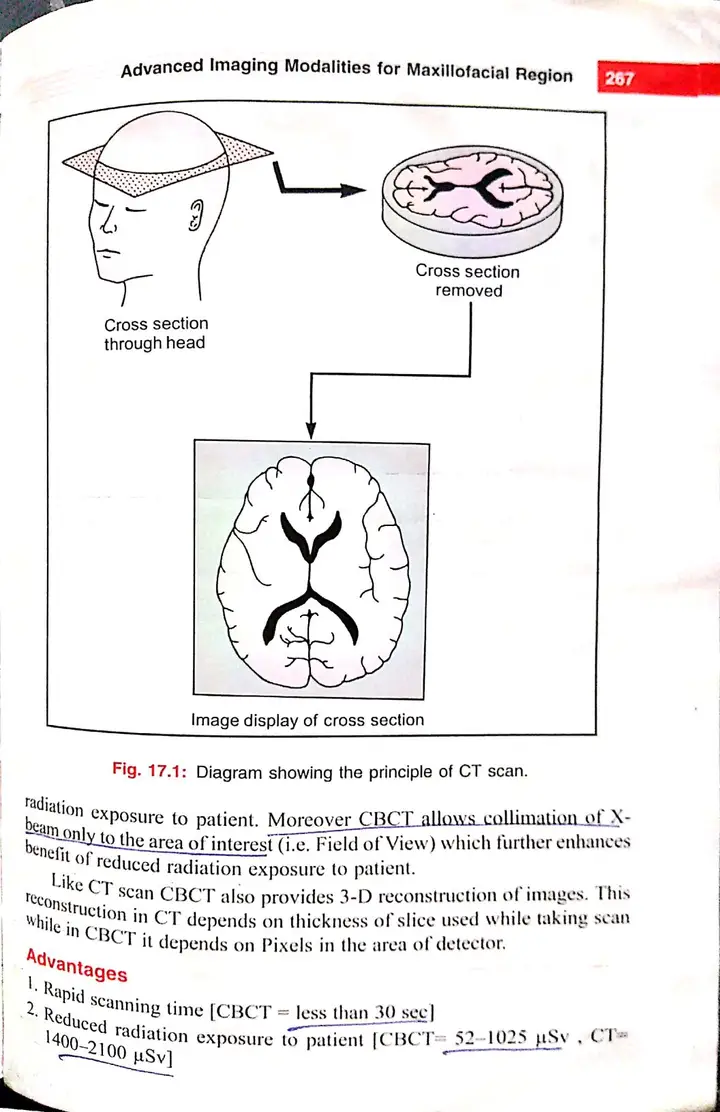 Advanced Imaging Modalities for Maxillofacial Region 267
Cross section
through head
Cross section
removed
Image display of cross section
Fig. 17.1: Diagram showing the principle of CT scan.
radiation exposure to patient. Moreover CBCT allows collimation of X-
beam only to the area of interest (i.e. Field of View) which further enhances
benefit of reduced radiation exposure to patient.
Like CT scan CBCT also provides 3-D reconstruction of images. This
reconstruction in CT depends on thickness of slice used while taking scan
while in CBCT it depends on Pixels in the area of detector.
Advantages
1. Rapid scanning time [CBCT = less than 30 sec]
2. Reduced radiation exposure to patient [CBCT= 52–1025 µSv , CT=
1400–2100 µSv]